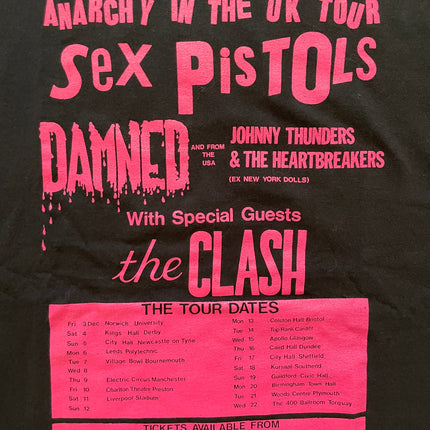 ANARCHY IN THE UK TOUR
SEX PISTOLS
DAMNED
AND FROM
THE
USA
JOHNNY THUNDERS
& THE HEARTBREAKERS
(EX NEW YORK DOLLS)
With Special Guests
the CLASH
THE TOUR DATES
Fri 3 Dec Norwich University
Sat 4 Kings Hall Derby
Sun 5 City Hall Newcastle on Tyne
Mon 6 Leeds Polytechnic
Tue 7 Village Bowl Bournemouth
Wed 8
Thu 9 Electric Circus Manchester
Fri 10 Charlton Theatre Preston
Sat 11 Liverpool Stadium
Sun 12
Mon 13 Colston Hall Bristol
Tue 14 Top Rank Cardiff
Wed 15 Apollo Glasgow
Thu 16 Caird Hall Dundee
Fri 17 City Hall Sheffield
Sat 18 Kursaal Southend
Sun 19 Guildford Civic Hall
Mon 20 Birmingham Town Hall
Tue 21 Woods Centre Plymouth
Wed 22 The 400 Ballroom Torquay
TICKETS AVAILABLE FROM